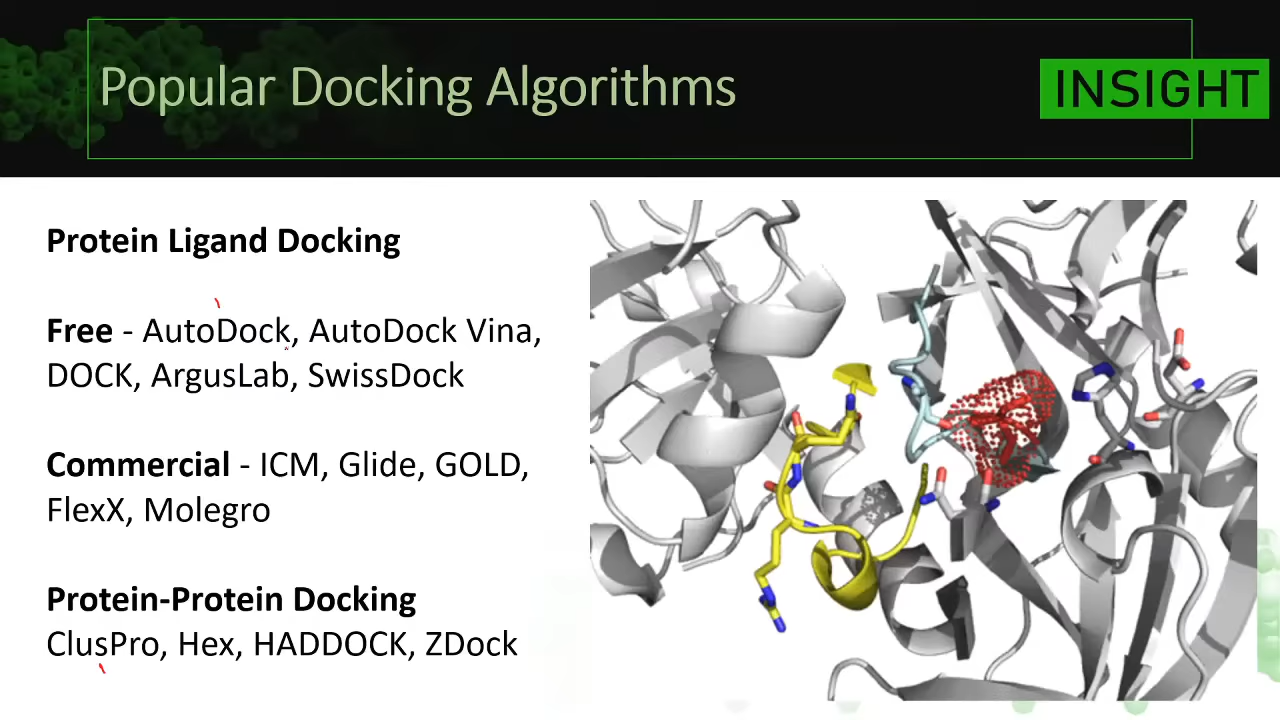 Popular Docking Algorithms
INSIGHT
Protein Ligand Docking
Free - AutoDock, AutoDock Vina,
DOCK, ArgusLab, SwissDock
Commercial - ICM, Glide, GOLD,
FlexX, Molegro
Protein-Protein Docking
ClusPro, Hex, HADDOCK, ZDock